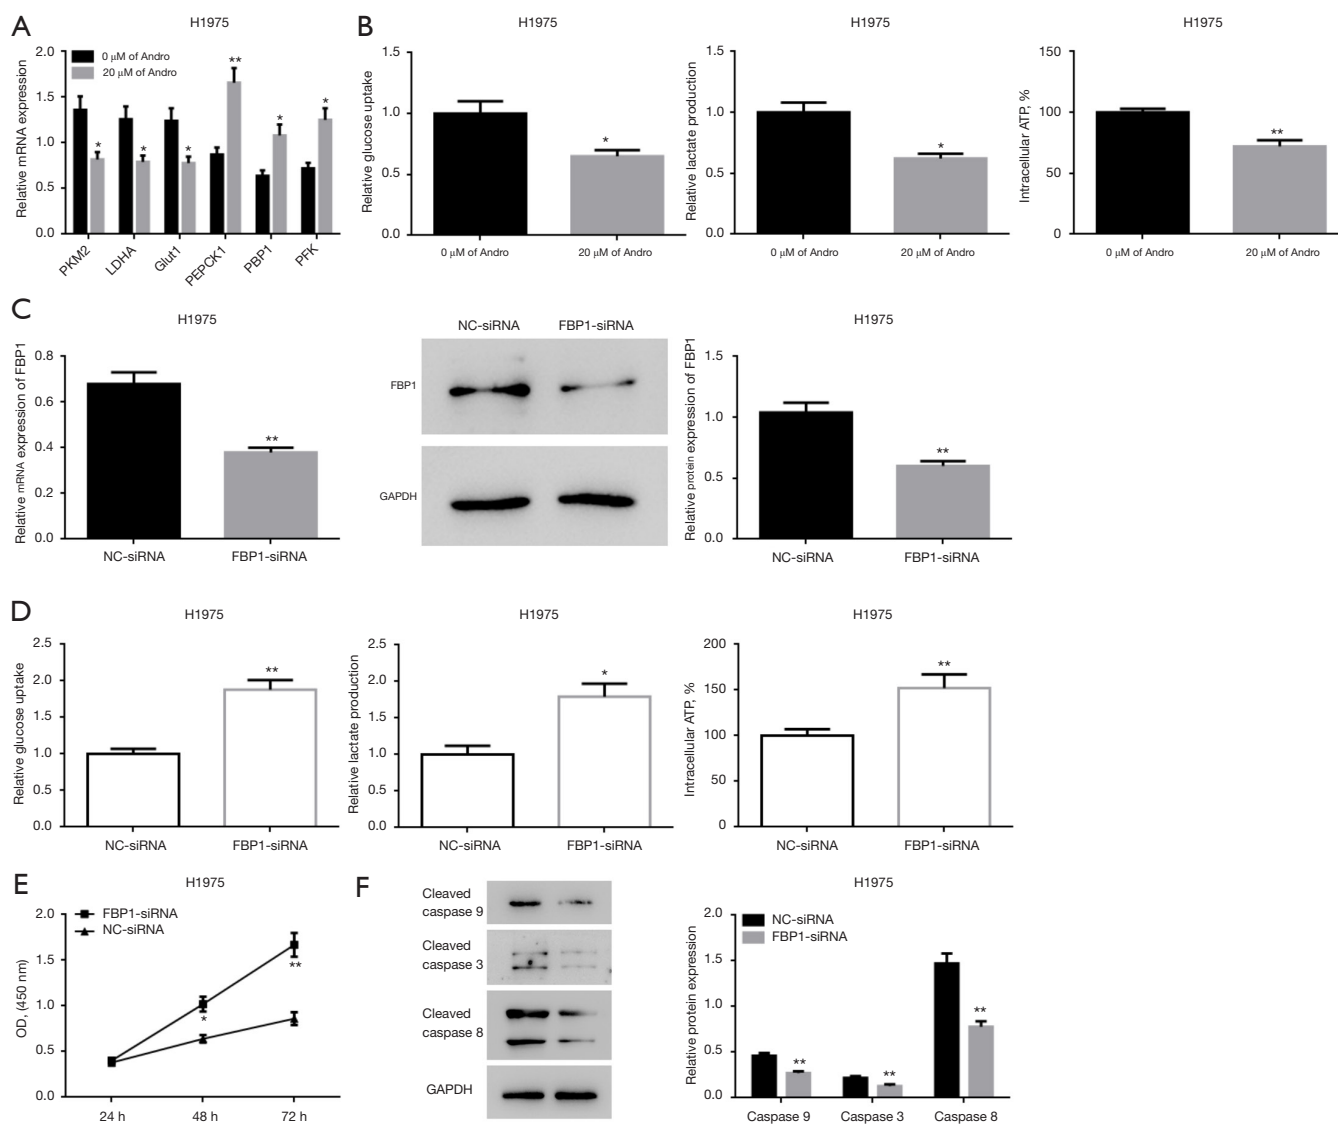 A
H1975
Relative mRNA expression
2.0
1.5
1.0
0.5
0.0
0 μM of Andro
20 μM of Andro
* * * ** * *
PKM2 LDHA Glut1 PEPCK1 PBP1 PFK
B
H1975
Relative glucose uptake
1.5
1.0
0.5
0.0
*
0 μM of Andro 20 μM of Andro
H1975
Relative lactate production
1.5
1.0
0.5
0.0
*
0 μM of Andro 20 μM of Andro
H1975
Intracellular ATP, %
150
100
50
0
**
0 μM of Andro 20 μM of Andro
C
H1975
Relative mRNA expression of FBP1
0.8
0.6
0.4
0.2
0.0
**
NC-siRNA FBP1-siRNA
NC-siRNA FBP1-siRNA
FBP1
GAPDH
H1975
Relative protein expression of FBP1
1.5
1.0
0.5
0.0
**
NC-siRNA FBP1-siRNA
D
H1975
Relative glucose uptake
2.5
2.0
1.5
1.0
0.5
0.0
**
NC-siRNA FBP1-siRNA
H1975
Relative lactate production
2.5
2.0
1.5
1.0
0.5
0.0
*
NC-siRNA FBP1-siRNA
H1975
Intracellular ATP, %
200
150
100
50
0
**
NC-siRNA FBP1-siRNA
E
H1975
OD, (450 nm)
2.0
1.5
1.0
0.5
0.0
FBP1-siRNA
NC-siRNA
* **
24 h 48 h 72 h
F
Cleaved
caspase 9
Cleaved
caspase 3
Cleaved
caspase 8
GAPDH
H1975
Relative protein expression
2.0
1.5
1.0
0.5
0.0
NC-siRNA
FBP1-siRNA
** ** **
Caspase 9 Caspase 3 Caspase 8